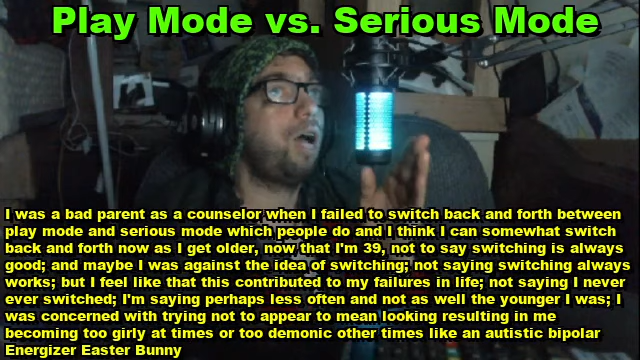 Play Mode vs. Serious Mode
I was a bad parent as a counselor when I failed to switch back and forth between
play mode and serious mode which people do and I think I can somewhat switch
back and forth now as I get older, now that I'm 39, not to say switching is always
good; and maybe I was against the idea of switching; not saying switching always
works; but I feel like that this contributed to my failures in life; not saying I never
ever switched; I'm saying perhaps less often and not as well the younger I was; I
was concerned with trying not to appear to mean looking resulting in me
becoming too girly at times or too demonic other times like an autistic bipolar
Energizer Easter Bunny